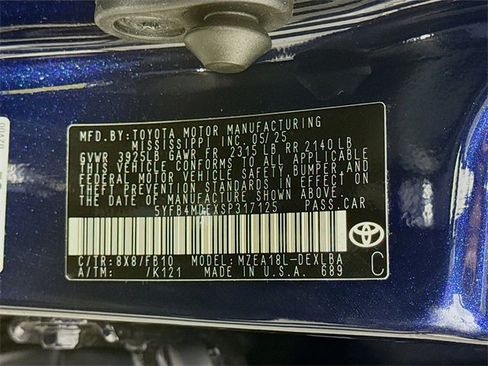 MFD.BY:TOYOTA MOTOR MANUFACTURING
MISSISSIPPI, INC. 05/25
GVWR 3925LB GAWR FR 2315LB RR 2140LB
THIS VEHICLE CONFORMS TO ALL APPLICABLE
FEDERAL MOTOR VEHICLE SAFETY,BUMPER,AND
THEFT PREVENTION STANDARDS IN EFFECT ON
THE DATE OF MANUFACTURE SHOWN ABOVE.
5YFB4MDEXSP317125 PASS.CAR
C/TR: 8X8/FB10 MODEL: MZEA18L-DEXLBA
A/TM: /K121 MADE IN U.S.A. 689
C